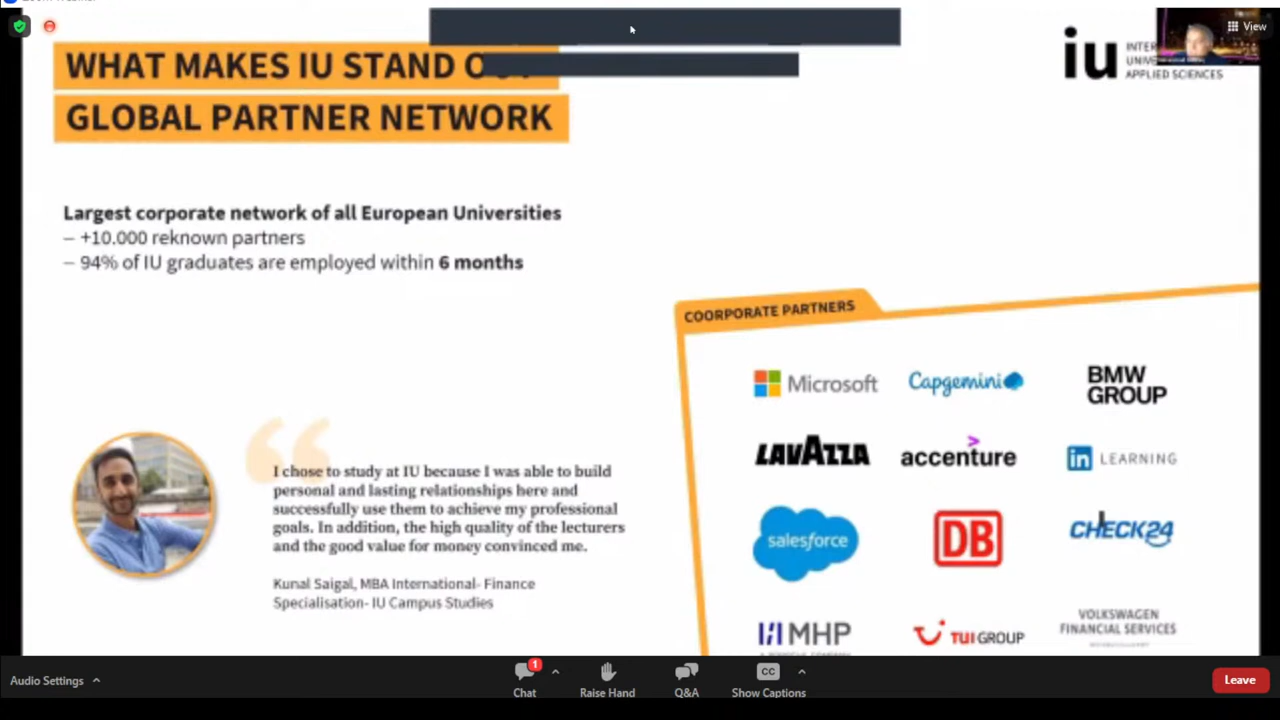 WHAT MAKES IU STAND
GLOBAL PARTNER NETWORK
iu
UNIV
APPLIED SCIENCES
View
Largest corporate network of all European Universities
– +10.000 reknown partners
– 94% of IU graduates are employed within 6 months
COORPORATE PARTNERS
Microsoft
Capgemini
BMW
GROUP
LAVAZZA
accenture
in LEARNING
salesforce
DB
CHECK24
MHP
TUI GROUP
VOLKSWAGEN
FINANCIAL SERVICES
I chose to study at IU because I was able to build
personal and lasting relationships here and
successfully use them to achieve my professional
goals. In addition, the high quality of the lecturers
and the good value for money convinced me.
Kunal Saigal, MBA International- Finance
Specialisation- IU Campus Studies
Audio Settings
1
Chat
Raise Hand
Q&A
CC
Show Captions
Leave